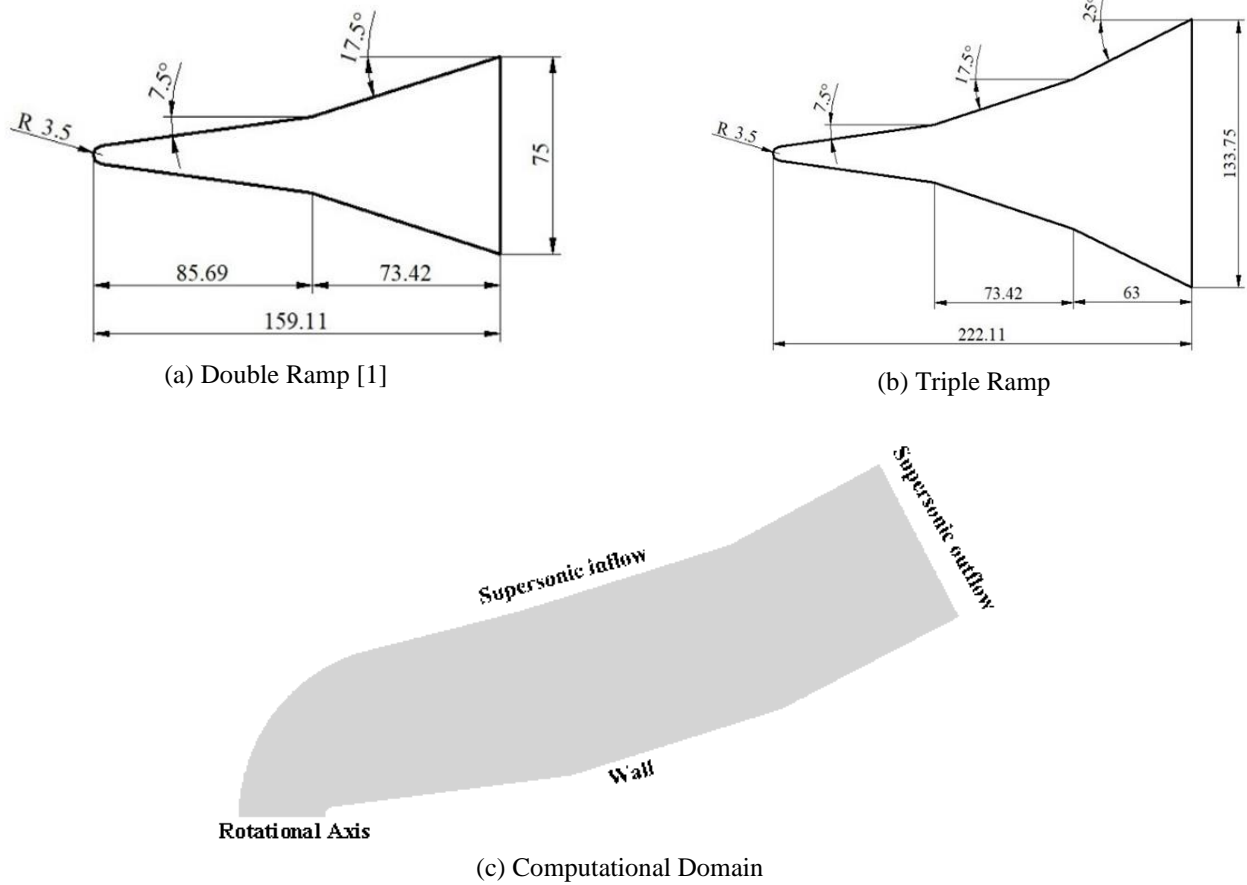 R 3.5
7.5°
17.5°
75
85.69
73.42
159.11
(a) Double Ramp [1]
R 3.5
7.5°
17.5°
25°
133.75
73.42
63
222.11
(b) Triple Ramp
Supersonic inflow
Supersonic outflow
Wall
Rotational Axis
(c) Computational Domain